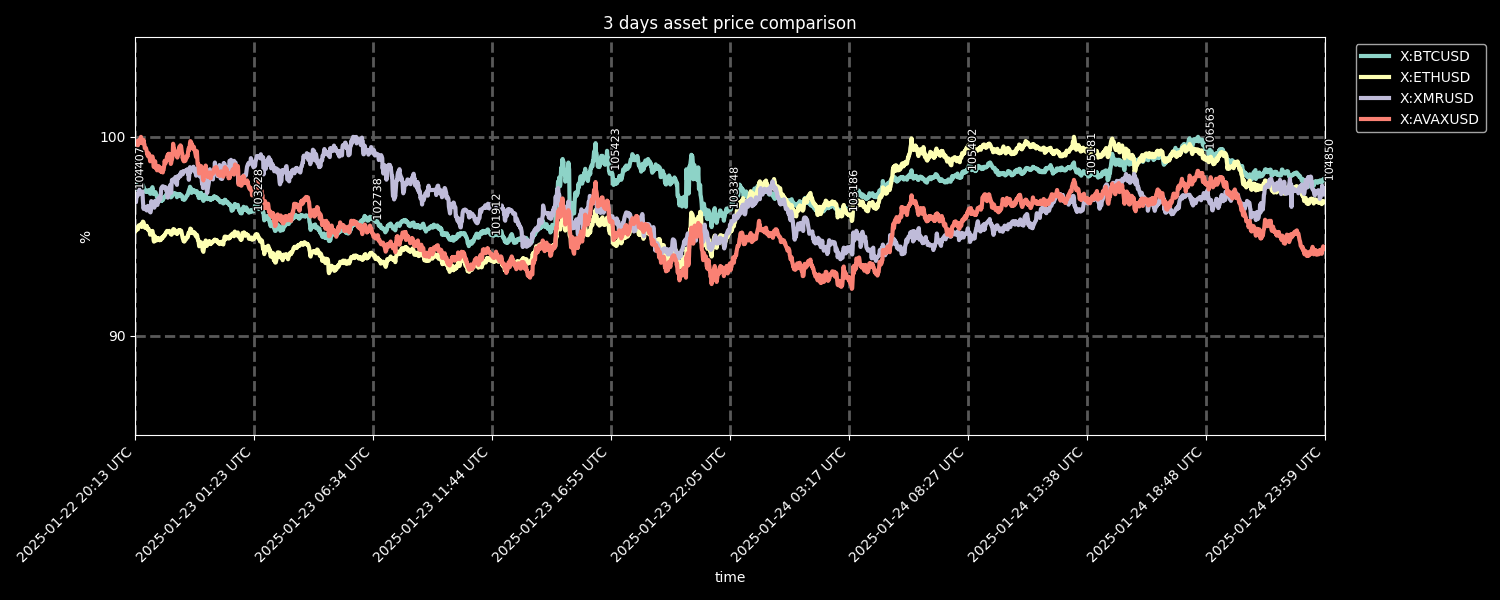 3 days asset price comparison
X:BTCUSD
X:ETHUSD
X:XMRUSD
X:AVAXUSD
100
90
%
104407
103228
102738
101912
105423
103348
103186
105402
105181
106563
104850
2025-01-22 20:13 UTC
2025-01-23 01:23 UTC
2025-01-23 06:34 UTC
2025-01-23 11:44 UTC
2025-01-23 16:55 UTC
2025-01-23 22:05 UTC
2025-01-24 03:17 UTC
2025-01-24 08:27 UTC
2025-01-24 13:38 UTC
2025-01-24 18:48 UTC
2025-01-24 23:59 UTC
time